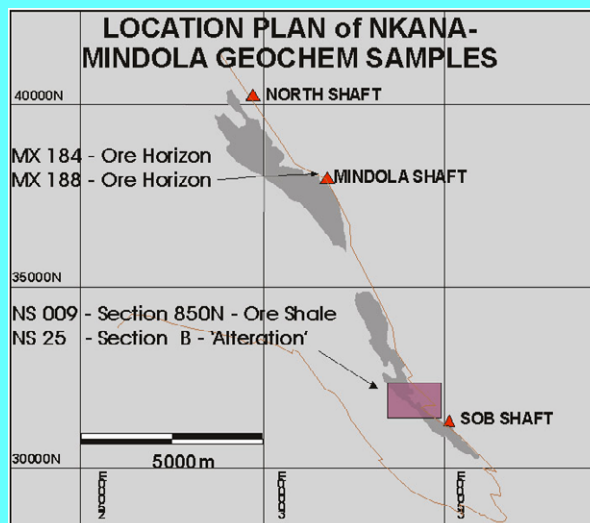 LOCATION PLAN of NKANA-
MINDOLA GEOCHEM SAMPLES
40000N
NORTH SHAFT
MX 184 - Ore Horizon
MX 188 - Ore Horizon
MINDOLA SHAFT
35000N
NS 009 - Section 850N - Ore Shale
NS 25 - Section B - 'Alteration'
SOB SHAFT
5000m
30000N